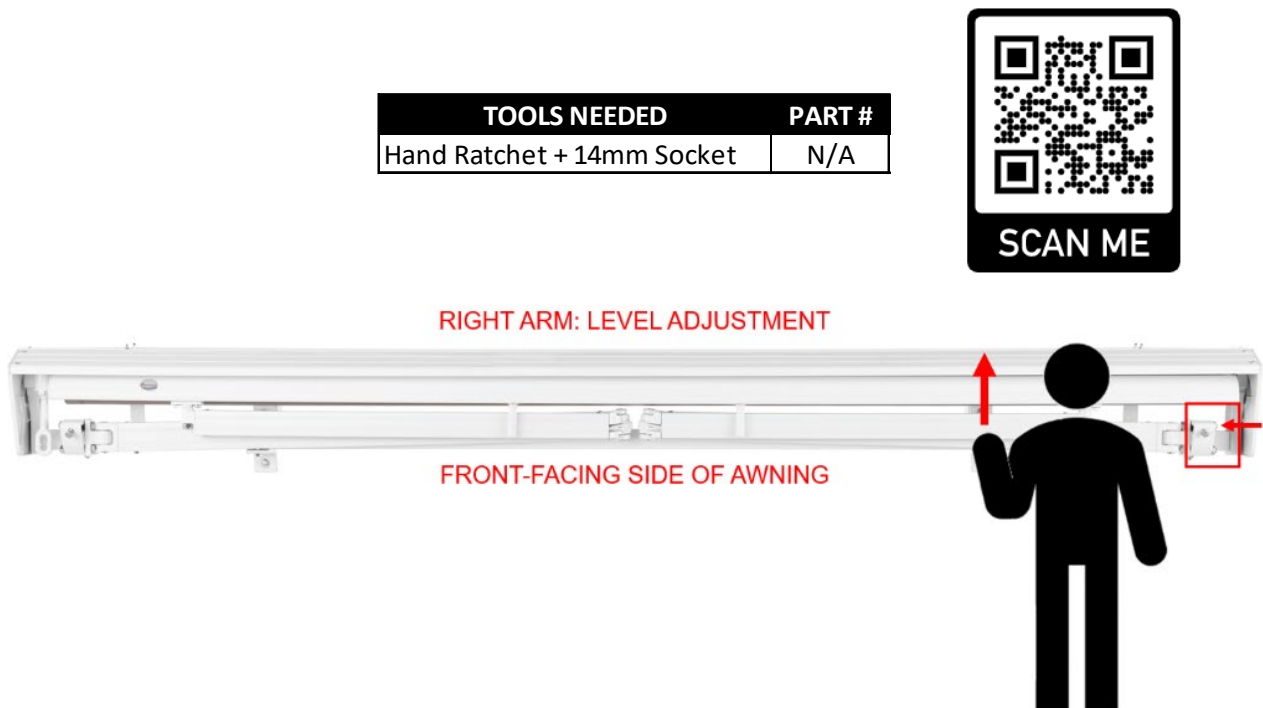 TOOLS NEEDED PART #
Hand Ratchet + 14mm Socket N/A
SCAN ME
RIGHT ARM: LEVEL ADJUSTMENT
FRONT-FACING SIDE OF AWNING